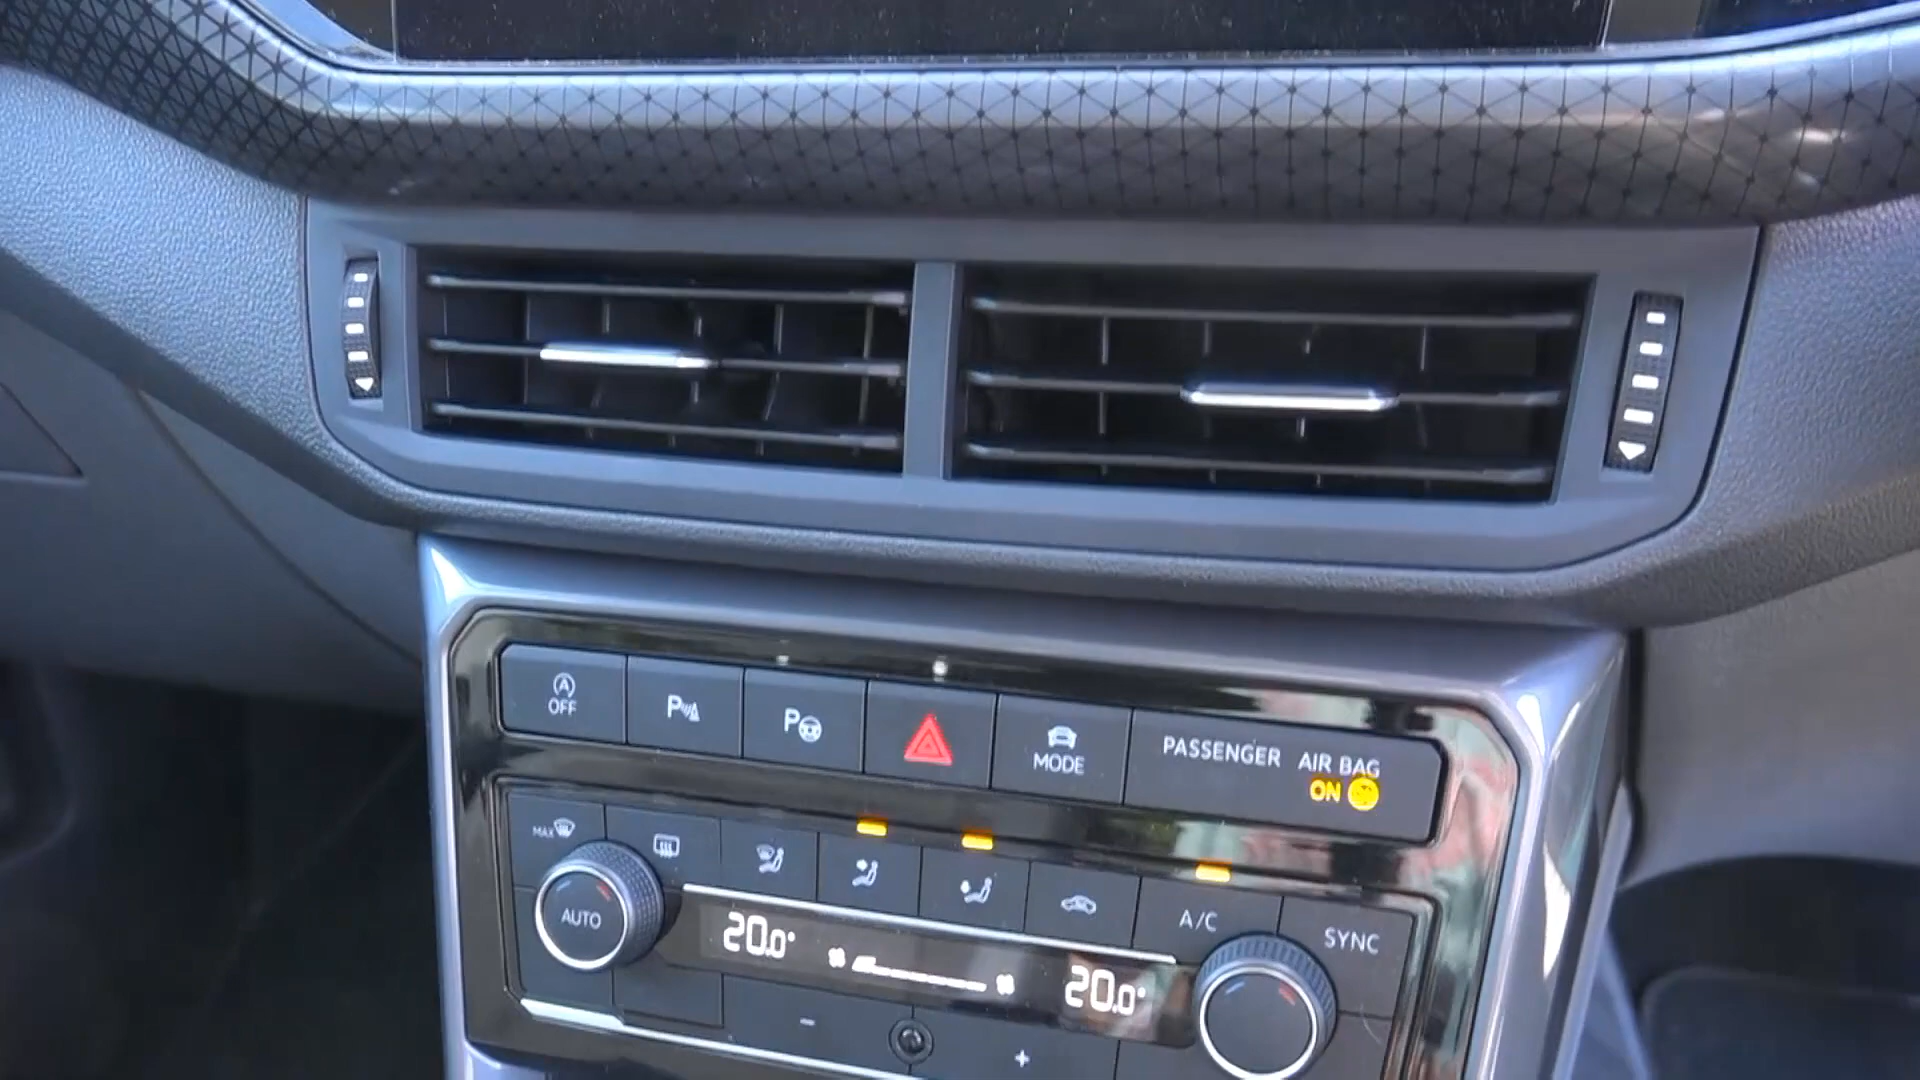 A
OFF
P
P
MODE
PASSENGER AIR BAG
ON
MAX
AUTO
A/C
SYNC
20.0°
20.0°
- +